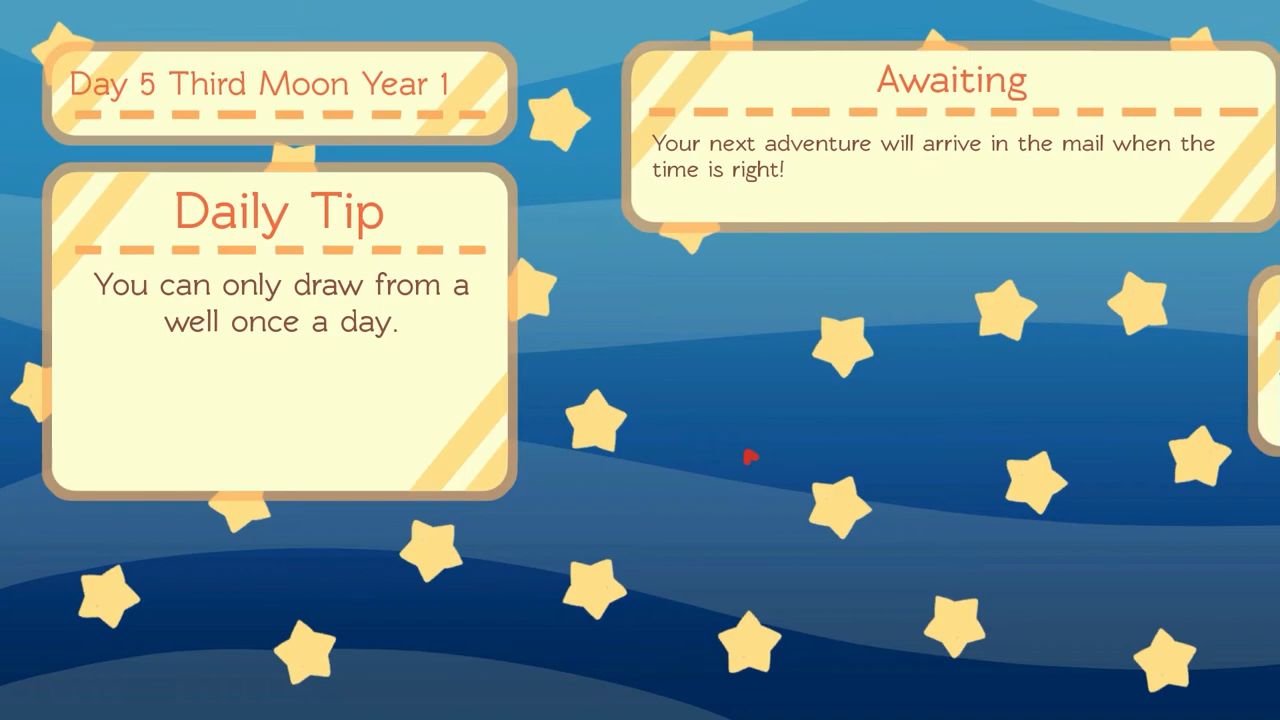 Day 5 Third Moon Year 1
Daily Tip
You can only draw from a
well once a day.
Awaiting
Your next adventure will arrive in the mail when the
time is right!